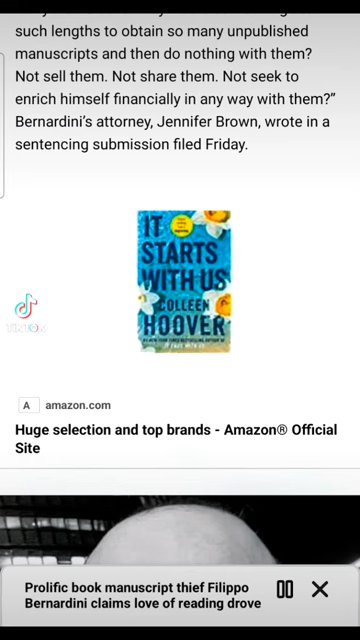 such lengths to obtain so many unpublished
manuscripts and then do nothing with them?
Not sell them. Not share them. Not seek to
enrich himself financially in any way with them?”
Bernardini’s attorney, Jennifer Brown, wrote in a
sentencing submission filed Friday.
IT
STARTS
WITH US
COLLEEN
HOOVER
A amazon.com
Huge selection and top brands - Amazon® Official
Site
Prolific book manuscript thief Filippo
Bernardini claims love of reading drove